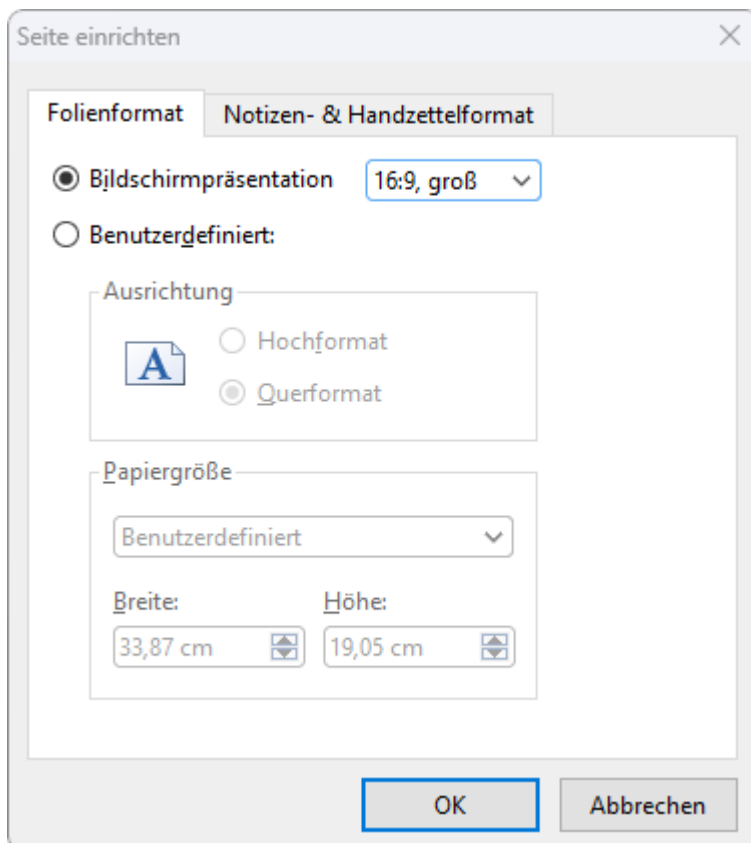 Seite einrichten
Folienformat
Notizen- & Handzettelformat
Bildschirmpräsentation
16:9, groß
Benutzerdefiniert:
Ausrichtung
A
Hochformat
Querformat
Papiergröße
Benutzerdefiniert
Breite: Höhe:
33,87 cm 19,05 cm
OK Abbrechen